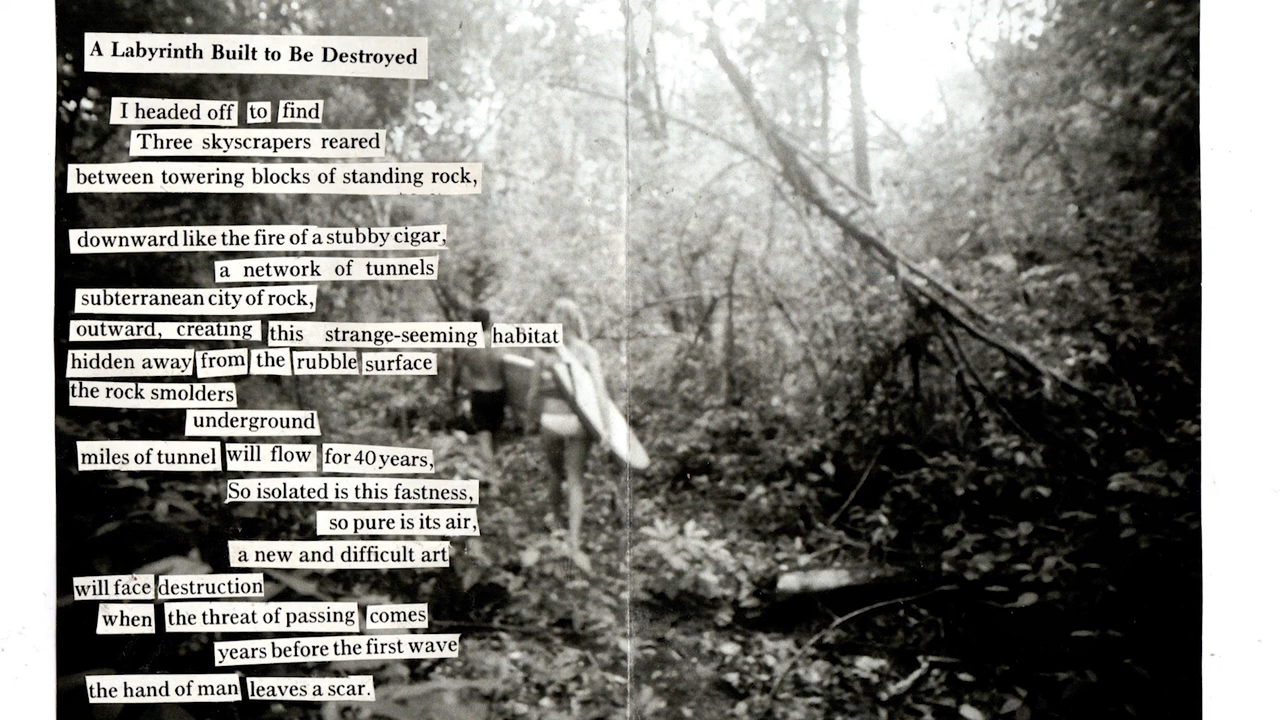 A Labyrinth Built to Be Destroyed
I headed off to find
Three skyscrapers reared
between towering blocks of standing rock,
downward like the fire of a stubby cigar,
a network of tunnels
subterranean city of rock,
outward, creating this strange-seeming habitat
hidden away from the rubble surface
the rock smolders
underground
miles of tunnel will flow for 40 years,
So isolated is this fastness,
so pure is its air,
a new and difficult art
will face destruction
when the threat of passing comes
years before the first wave
the hand of man leaves a scar.